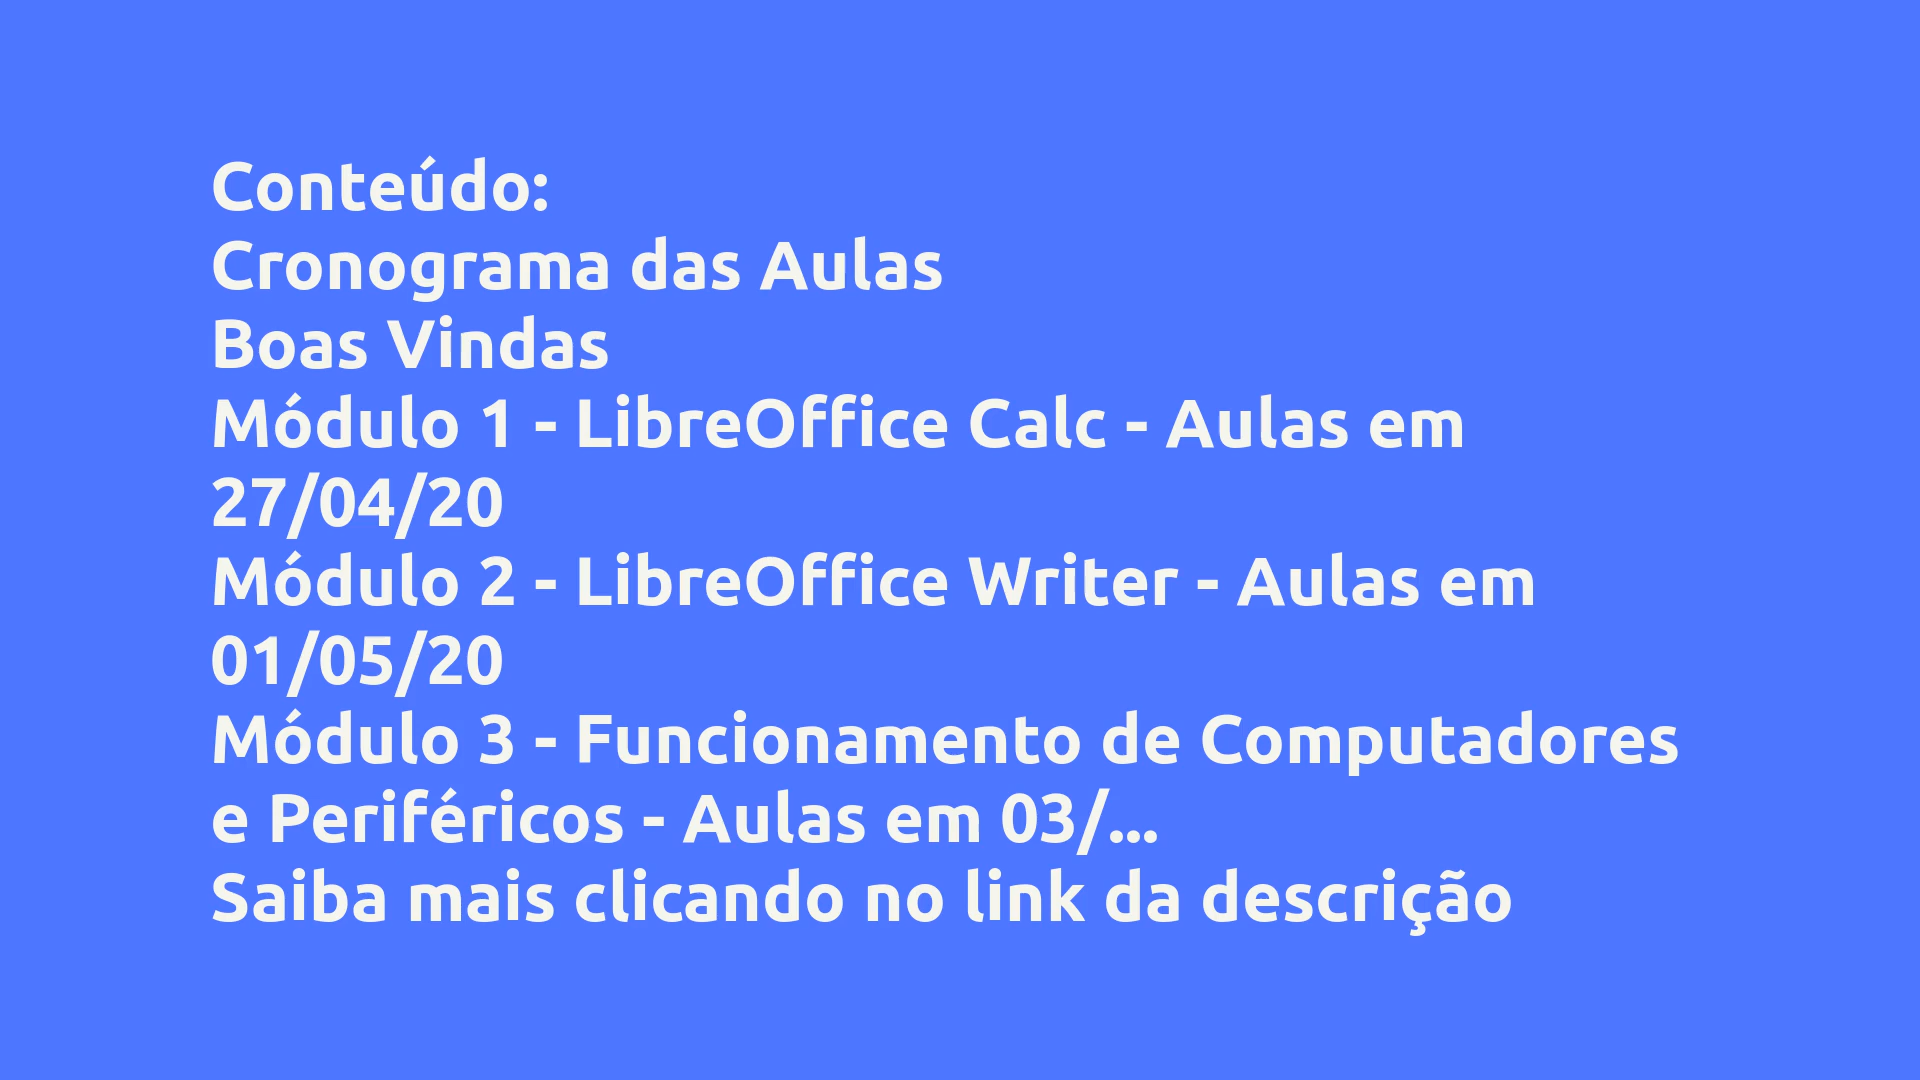 Conteúdo:
Cronograma das Aulas
Boas Vindas
Módulo 1 - LibreOffice Calc - Aulas em
27/04/20
Módulo 2 - LibreOffice Writer - Aulas em
01/05/20
Módulo 3 - Funcionamento de Computadores
e Periféricos - Aulas em 03/...
Saiba mais clicando no link da descrição